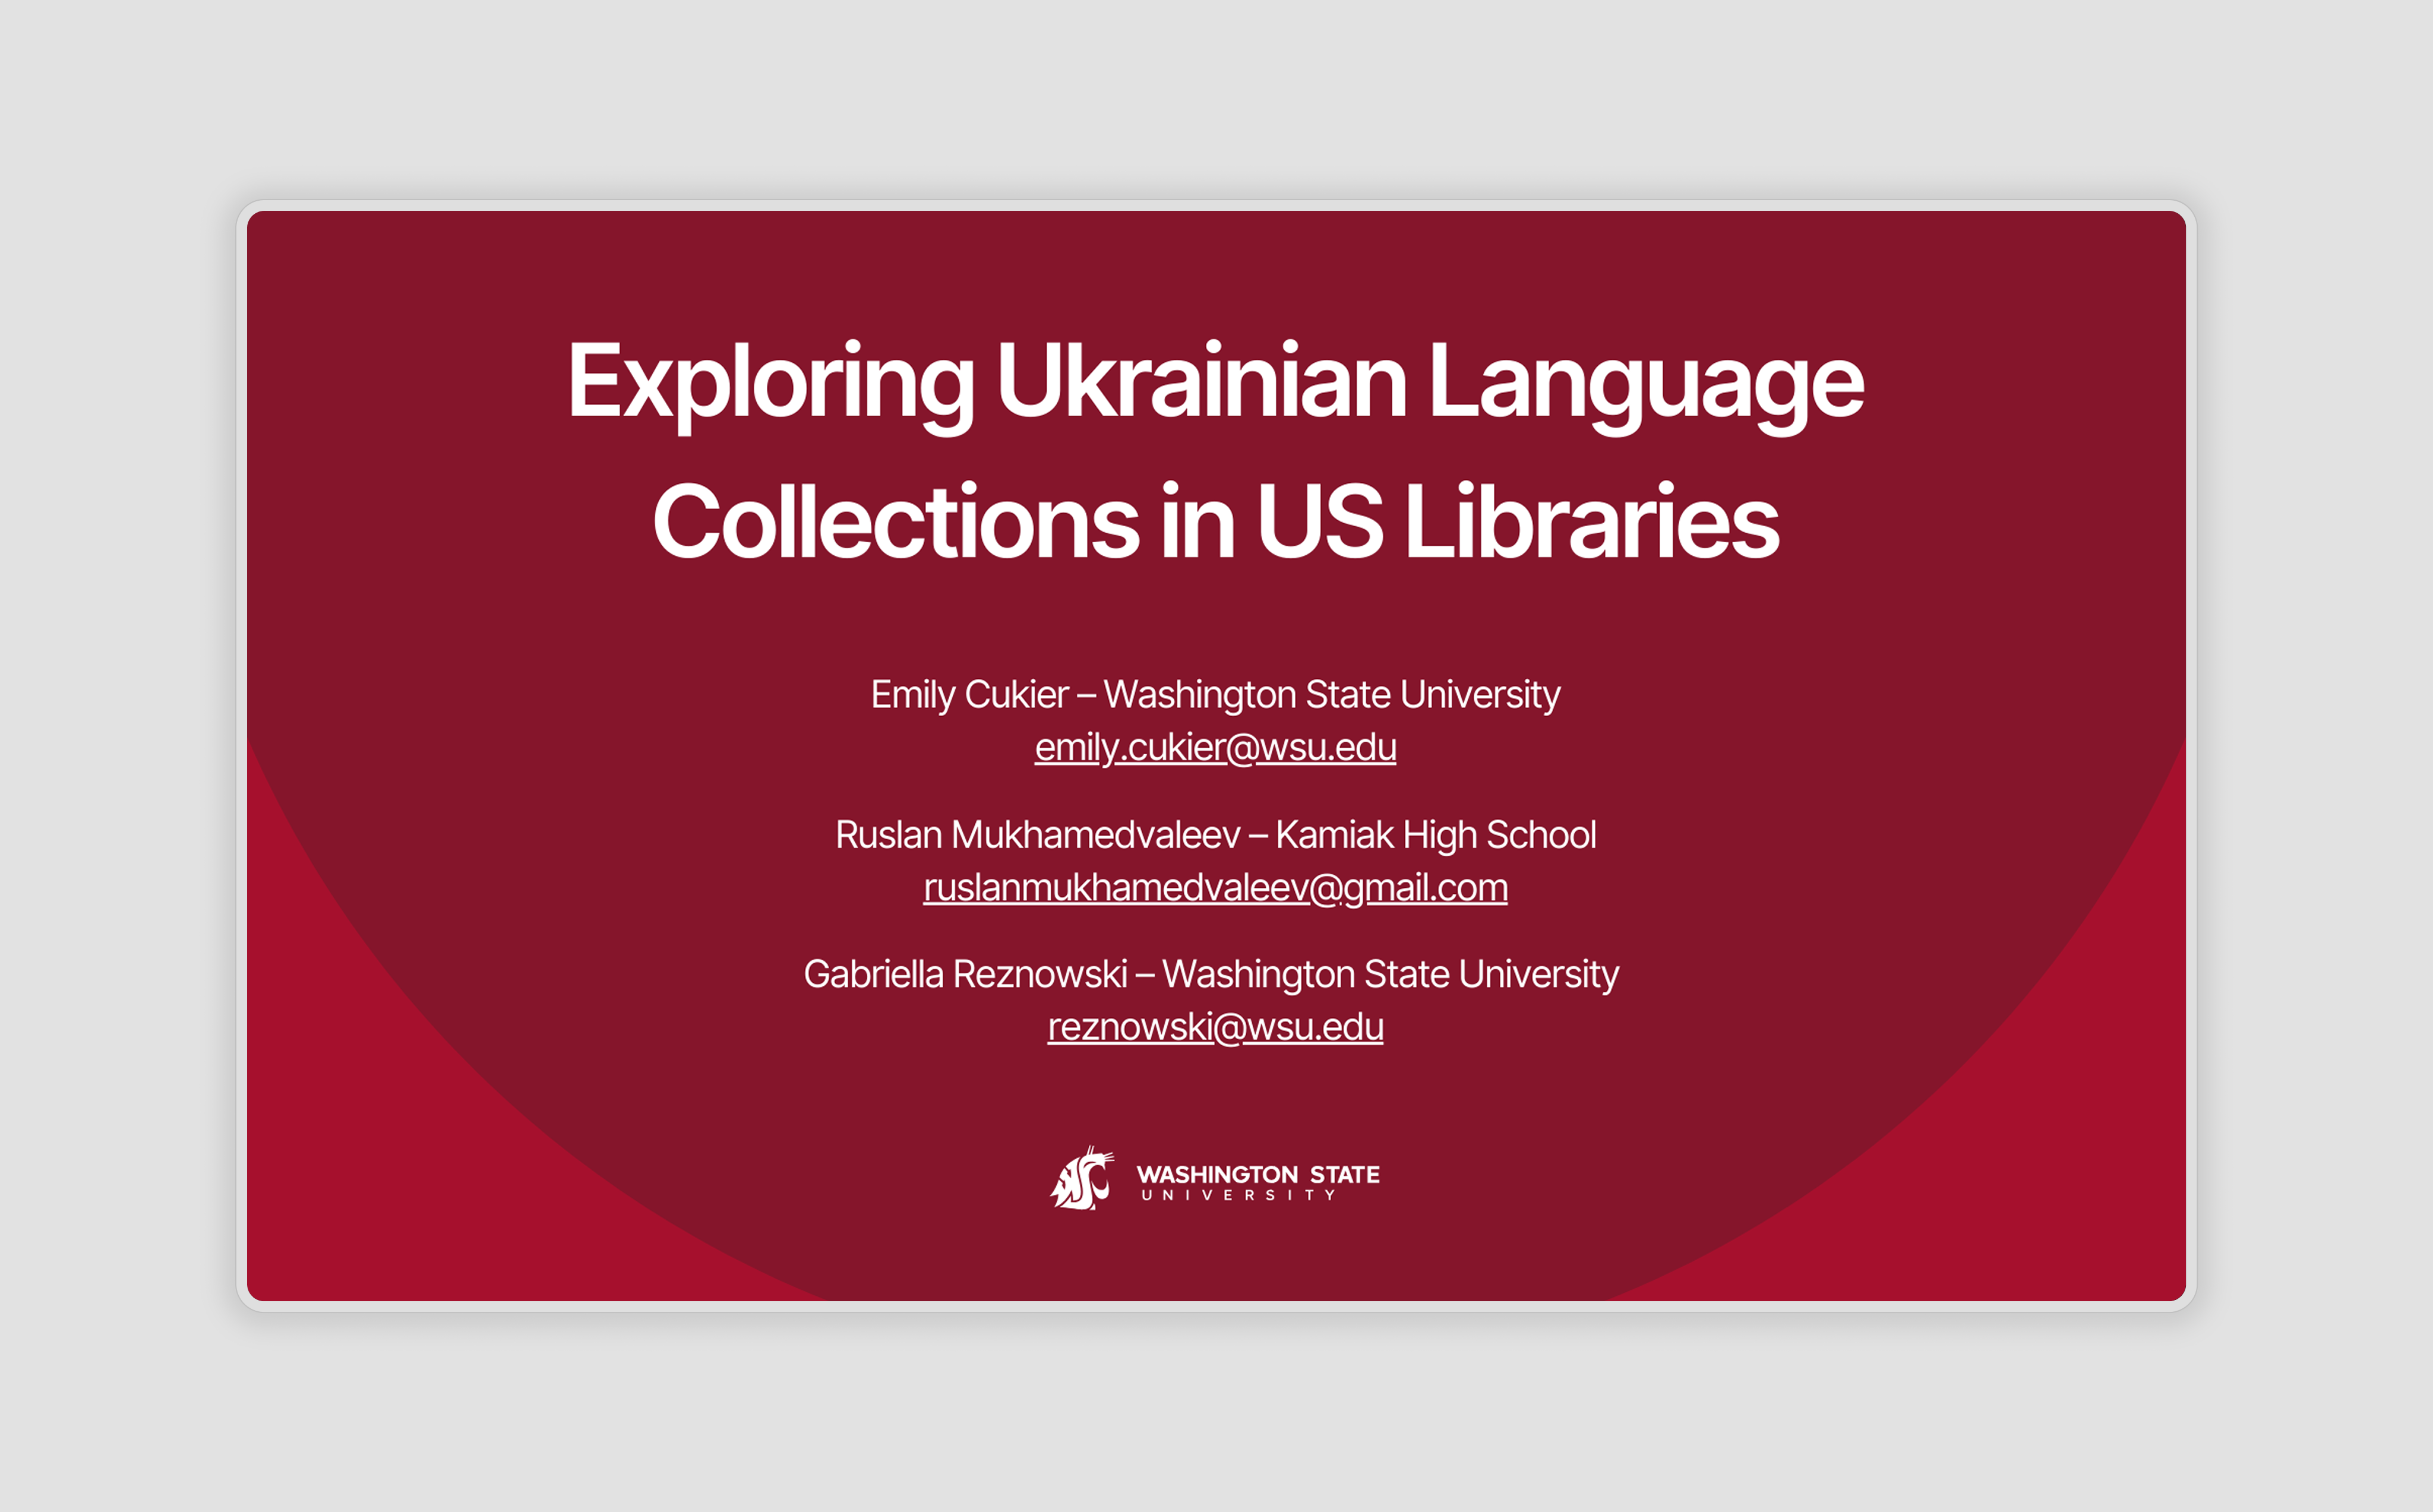 Exploring Ukrainian Language
Collections in US Libraries
Emily Cukier – Washington State University
emily.cukier@wsu.edu
Ruslan Mukhamedvaleev – Kamiak High School
ruslanmukhamedvaleev@gmail.com
Gabriella Reznowski – Washington State University
reznowski@wsu.edu
WASHINGTON STATE
UNIVERSITY